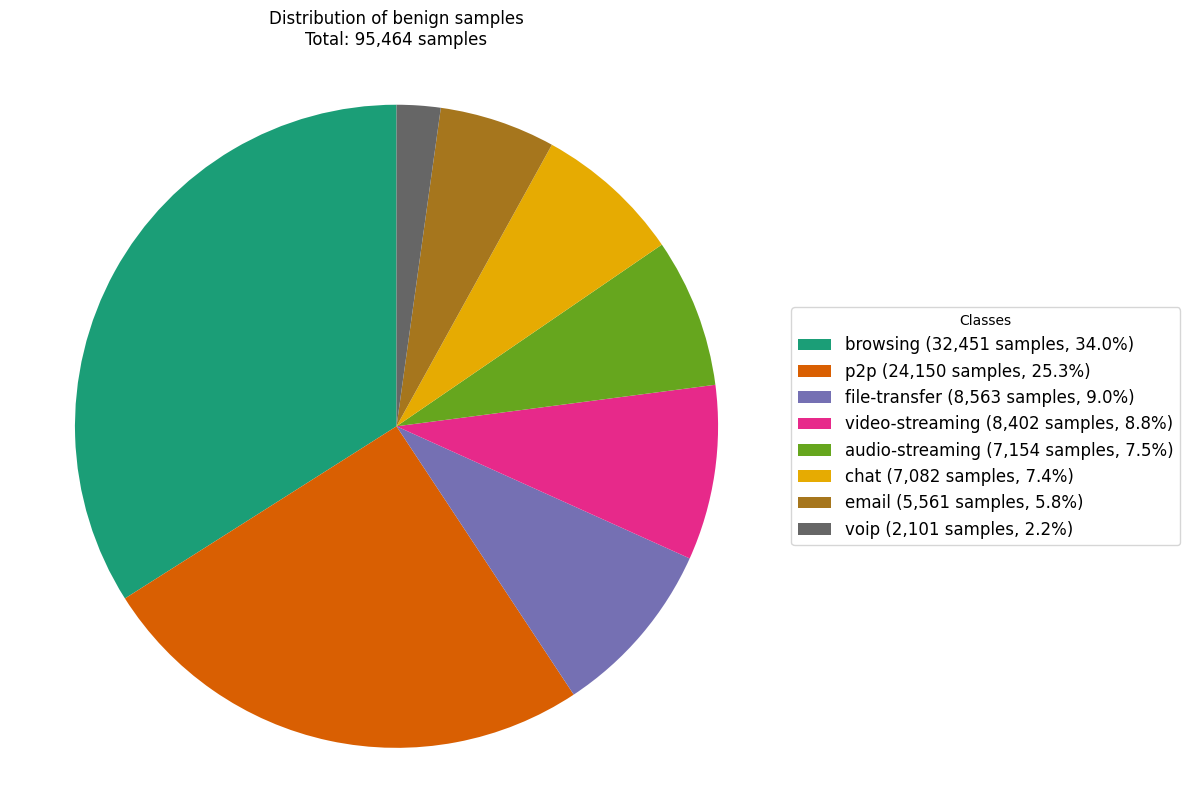 Distribution of benign samples
Total: 95,464 samples
Classes
browsing (32,451 samples, 34.0%)
p2p (24,150 samples, 25.3%)
file-transfer (8,563 samples, 9.0%)
video-streaming (8,402 samples, 8.8%)
audio-streaming (7,154 samples, 7.5%)
chat (7,082 samples, 7.4%)
email (5,561 samples, 5.8%)
voip (2,101 samples, 2.2%)